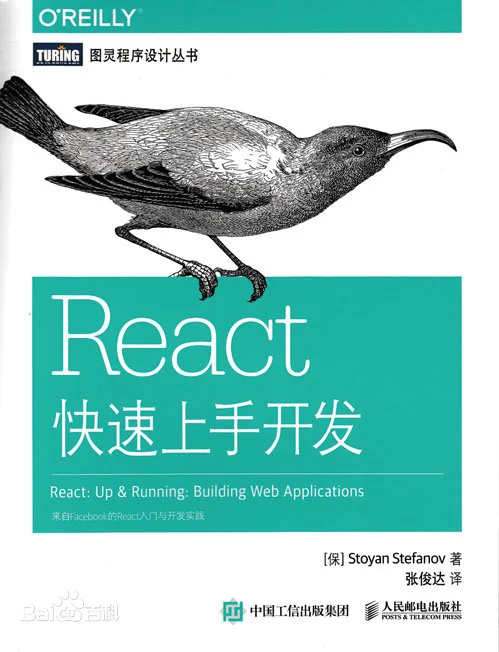 O'REILLY®
TURING 图灵程序设计丛书
React
快速上手开发
React: Up & Running: Building Web Applications
来自Facebook的React入门与开发实践
[保] Stoyan Stefanov 著
张俊达 译
Baidu百科
中国工信出版集团 人民邮电出版社
POSTS & TELECOM PRESS